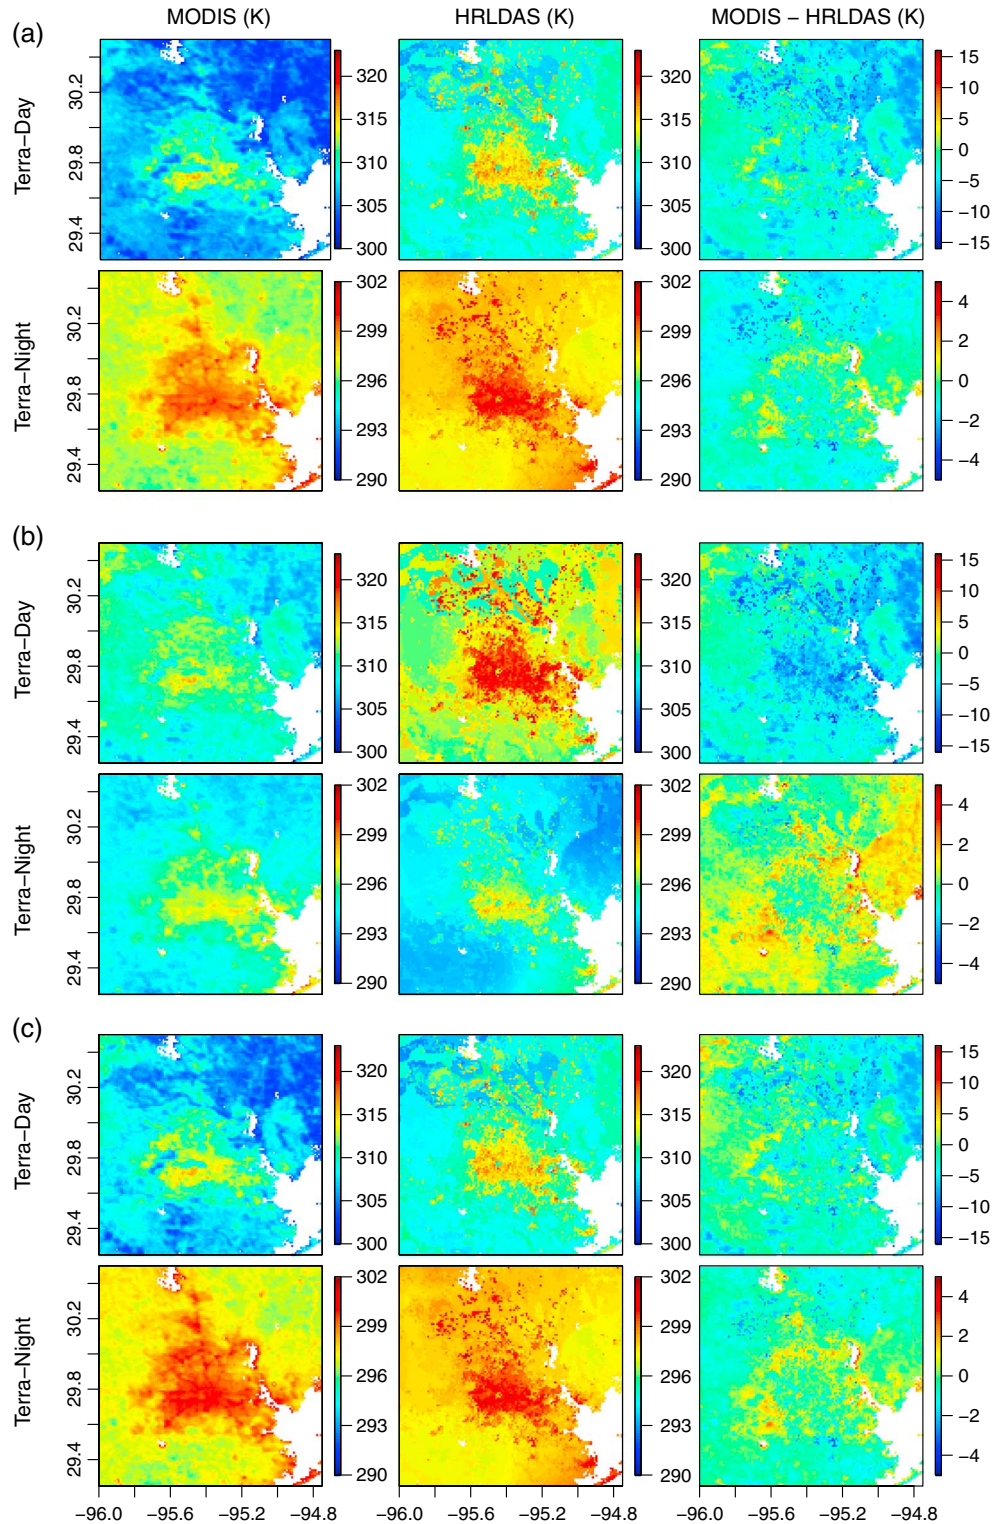 MODIS (K) HRLDAS (K) MODIS − HRLDAS (K)
(a)
Terra−Day
30.2 29.8 29.4
320 315 310 305 300
320 315 310 305 300
15 10 5 0 −5 −10 −15
Terra−Night
30.2 29.8 29.4
302 299 296 293 290
302 299 296 293 290
4 2 0 −2 −4
(b)
Terra−Day
30.2 29.8 29.4
320 315 310 305 300
320 315 310 305 300
15 10 5 0 −5 −10 −15
Terra−Night
30.2 29.8 29.4
302 299 296 293 290
302 299 296 293 290
4 2 0 −2 −4
(c)
Terra−Day
30.2 29.8 29.4
320 315 310 305 300
320 315 310 305 300
15 10 5 0 −5 −10 −15
Terra−Night
30.2 29.8 29.4
302 299 296 293 290
302 299 296 293 290
4 2 0 −2 −4
−96.0 −95.6 −95.2 −94.8 −96.0 −95.6 −95.2 −94.8 −96.0 −95.6 −95.2 −94.8